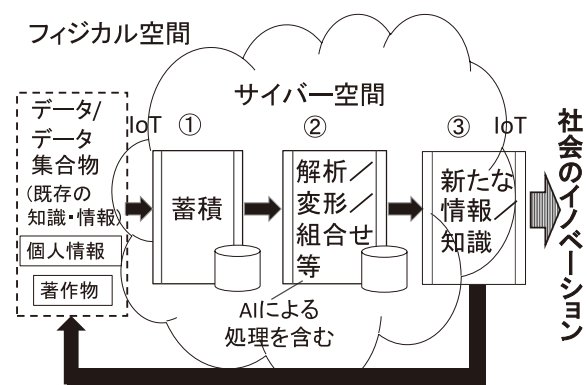 フィジカル空間
サイバー空間
データ/
データ
集合物
(既存の
知識・情報)
個人情報
著作物
IoT
①
蓄積
②
解析／
変形／
組合せ
等
AIによる
処理を含む
③
IoT
新たな
情報／
知識
社会のイノベーション